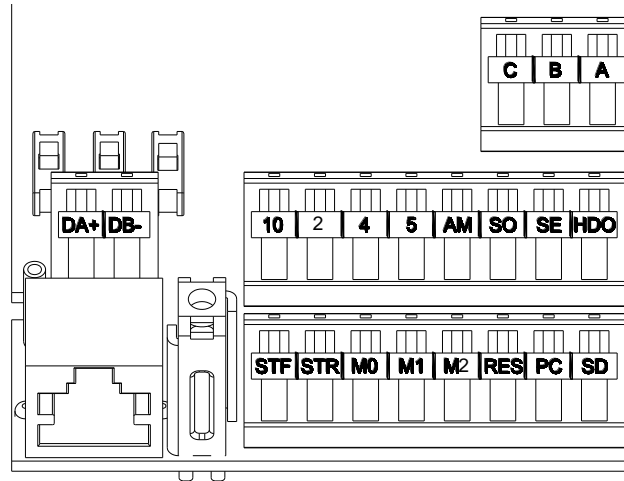 C B A
DA+ DB- 10 2 4 5 AM SO SE HDO
STF STR M0 M1 M2 RES PC SD